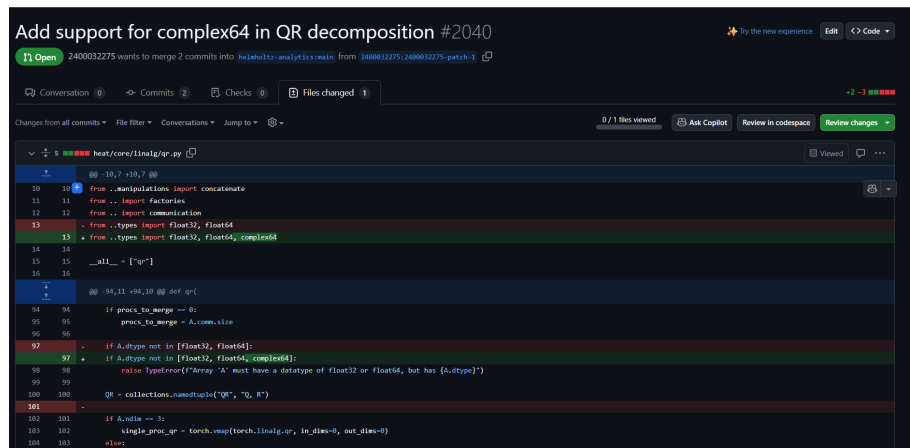 Add support for complex64 in QR decomposition #2040
Try the new experience Edit <> Code
Open 2400032275 wants to merge 2 commits into helmholtz-analytics:main from 2400032275:2400032275-patch-1
Conversation 0 Commits 2 Checks 0 Files changed 1 +2 -3
Changes from all commits File filter Conversations Jump to 0 / 1 files viewed Ask Copilot Review in codespace Review changes
5 heat/core/linalg/qr.py Viewed
@@ -10,7 +10,7 @@
10 10 from ..manipulations import concatenate
11 11 from .. import factories
12 12 from .. import communication
13 - from ..types import float32, float64
13 + from ..types import float32, float64, complex64
14 14
15 15 __all__ = ["qr"]
16 16
@@ -94,11 +94,10 @@ def qr(
94 94 if procs_to_merge == 0:
95 95 procs_to_merge = A.comm.size
96 96
97 - if A.dtype not in [float32, float64]:
97 + if A.dtype not in [float32, float64, complex64]:
98 98 raise TypeError(f"Array 'A' must have a datatype of float32 or float64, but has {A.dtype}")
99 99
100 100 QR = collections.namedtuple("QR", "Q, R")
101 -
102 101 if A.ndim == 3:
103 102 single_proc_qr = torch.vmap(torch.linalg.qr, in_dims=0, out_dims=0)
104 103 else: